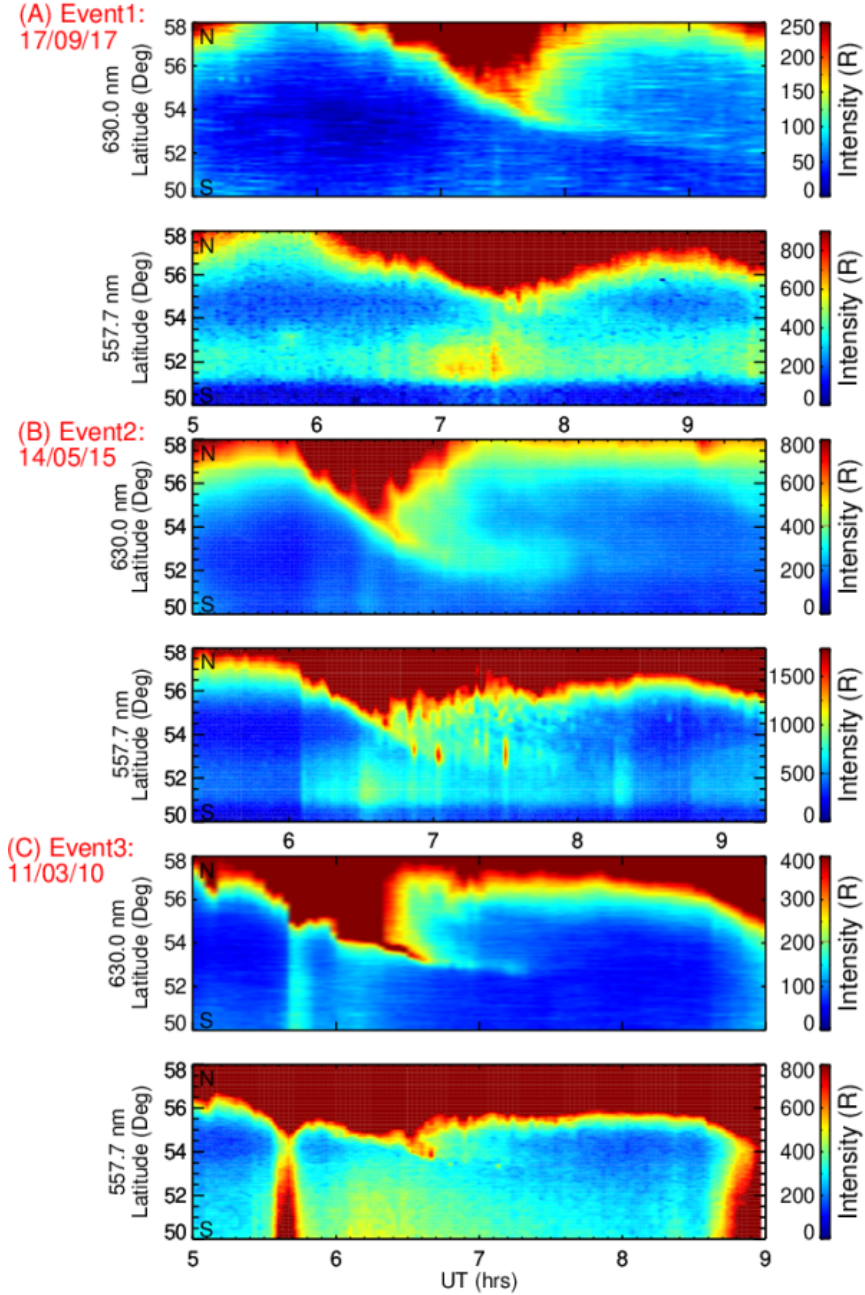 (A) Event1:
17/09/17
630.0 nm
Latitude (Deg)
58
56
54
52
50
N
S
250
200
150
100
50
0
Intensity (R)
557.7 nm
Latitude (Deg)
58
56
54
52
50
N
S
5 6 7 8 9
800
600
400
200
0
Intensity (R)
(B) Event2:
14/05/15
630.0 nm
Latitude (Deg)
58
56
54
52
50
N
S
800
600
400
200
0
Intensity (R)
557.7 nm
Latitude (Deg)
58
56
54
52
50
N
S
6 7 8 9
1500
1000
500
0
Intensity (R)
(C) Event3:
11/03/10
630.0 nm
Latitude (Deg)
58
56
54
52
50
N
S
400
300
200
100
0
Intensity (R)
557.7 nm
Latitude (Deg)
58
56
54
52
50
N
S
5 6 7 8 9
UT (hrs)
800
600
400
200
0
Intensity (R)